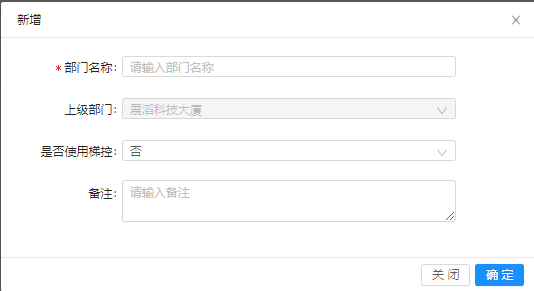 新增
* 部门名称: 请输入部门名称
上级部门: 展滔科技大厦
是否使用梯控: 否
备注: 请输入备注
关 闭 确 定